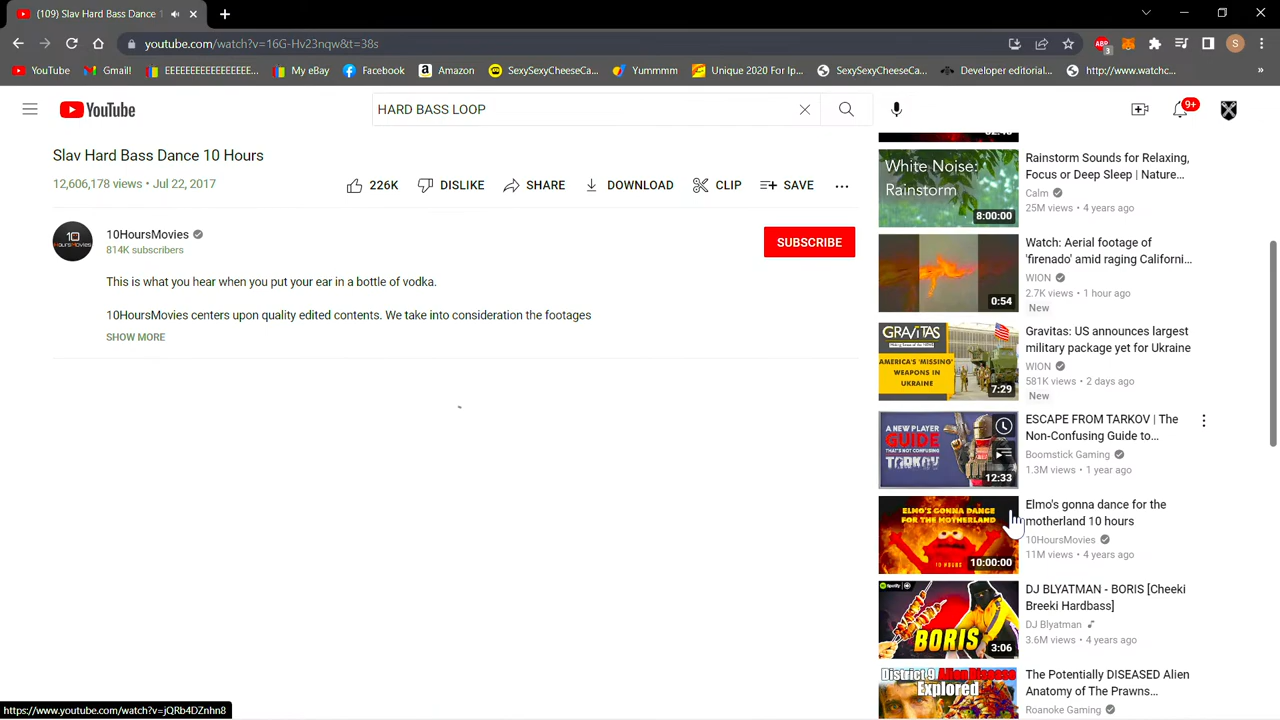 (109) Slav Hard Bass Dance 1
youtube.com/watch?v=16G-Hv23nqw&t=38s
ABP
3
S
YouTube
Gmail!
EEEEEEEEEEEEEEEE...
My eBay
Facebook
Amazon
SexySexyCheeseCa...
Yummmm
Unique 2020 For Ip...
SexySexyCheeseCa...
Developer editorial...
http://www.watchc...
»
YouTube
HARD BASS LOOP
9+
Slav Hard Bass Dance 10 Hours
12,606,178 views • Jul 22, 2017
226K
DISLIKE
SHARE
DOWNLOAD
CLIP
SAVE
10
HOURSMOVIES
10HoursMovies
814K subscribers
SUBSCRIBE
This is what you hear when you put your ear in a bottle of vodka.
10HoursMovies centers upon quality edited contents. We take into consideration the footages
SHOW MORE
White Noise:
Rainstorm
8:00:00
Rainstorm Sounds for Relaxing,
Focus or Deep Sleep | Nature...
Calm
25M views • 4 years ago
0:54
Watch: Aerial footage of
'firenado' amid raging Californi...
WION
2.7K views • 1 hour ago
New
GRAVITAS
AMERICA'S 'MISSING'
WEAPONS IN
UKRAINE
7:29
Gravitas: US announces largest
military package yet for Ukraine
WION
581K views • 2 days ago
New
A NEW PLAYER
GUIDE
THAT'S NOT CONFUSING
TARKOV
12:33
ESCAPE FROM TARKOV | The
Non-Confusing Guide to...
Boomstick Gaming
1.3M views • 1 year ago
ELMO'S GONNA DANCE
FOR THE MOTHERLAND
10 HOURS
10:00:00
Elmo's gonna dance for the
motherland 10 hours
10HoursMovies
11M views • 4 years ago
Spotify
BORIS
3:06
DJ BLYATMAN - BORIS [Cheeki
Breeki Hardbass]
DJ Blyatman
3.6M views • 4 years ago
District 9 Alien Disease
Explored
The Potentially DISEASED Alien
Anatomy of The Prawns...
Roanoke Gaming
https://www.youtube.com/watch?v=jQRb4DZnhn8